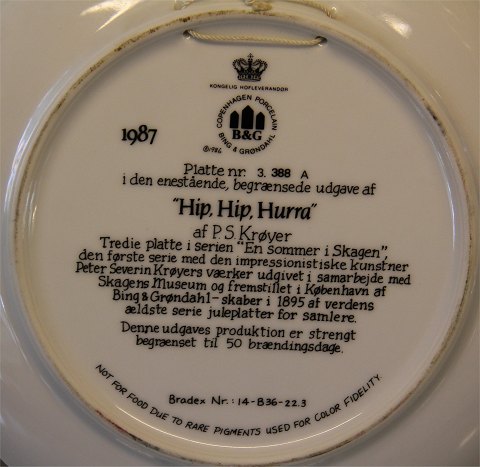 KONGELIG HOFLEVERANDØR
COPENHAGEN PORCELAIN
B&G
BING & GRØNDAHL
©1986
1987
Platte nr. 3.388 A
i den enestående, begrænsede udgave af
"Hip, Hip, Hurra"
af P.S. Krøyer
Tredie platte i serien "En sommer i Skagen",
den første serie med den impressionistiske kunstner
Peter Severin Krøyers værker udgivet i samarbejde med
Skagens Museum og fremstillet i København af
Bing & Grøndahl – skaber i 1895 af verdens
ældste serie juleplatter for samlere.
Denne udgaves produktion er strengt
begrænset til 50 brændingsdage.
Bradex Nr.: 14-B36-22.3
NOT FOR FOOD DUE TO RARE PIGMENTS USED FOR COLOR FIDELITY.